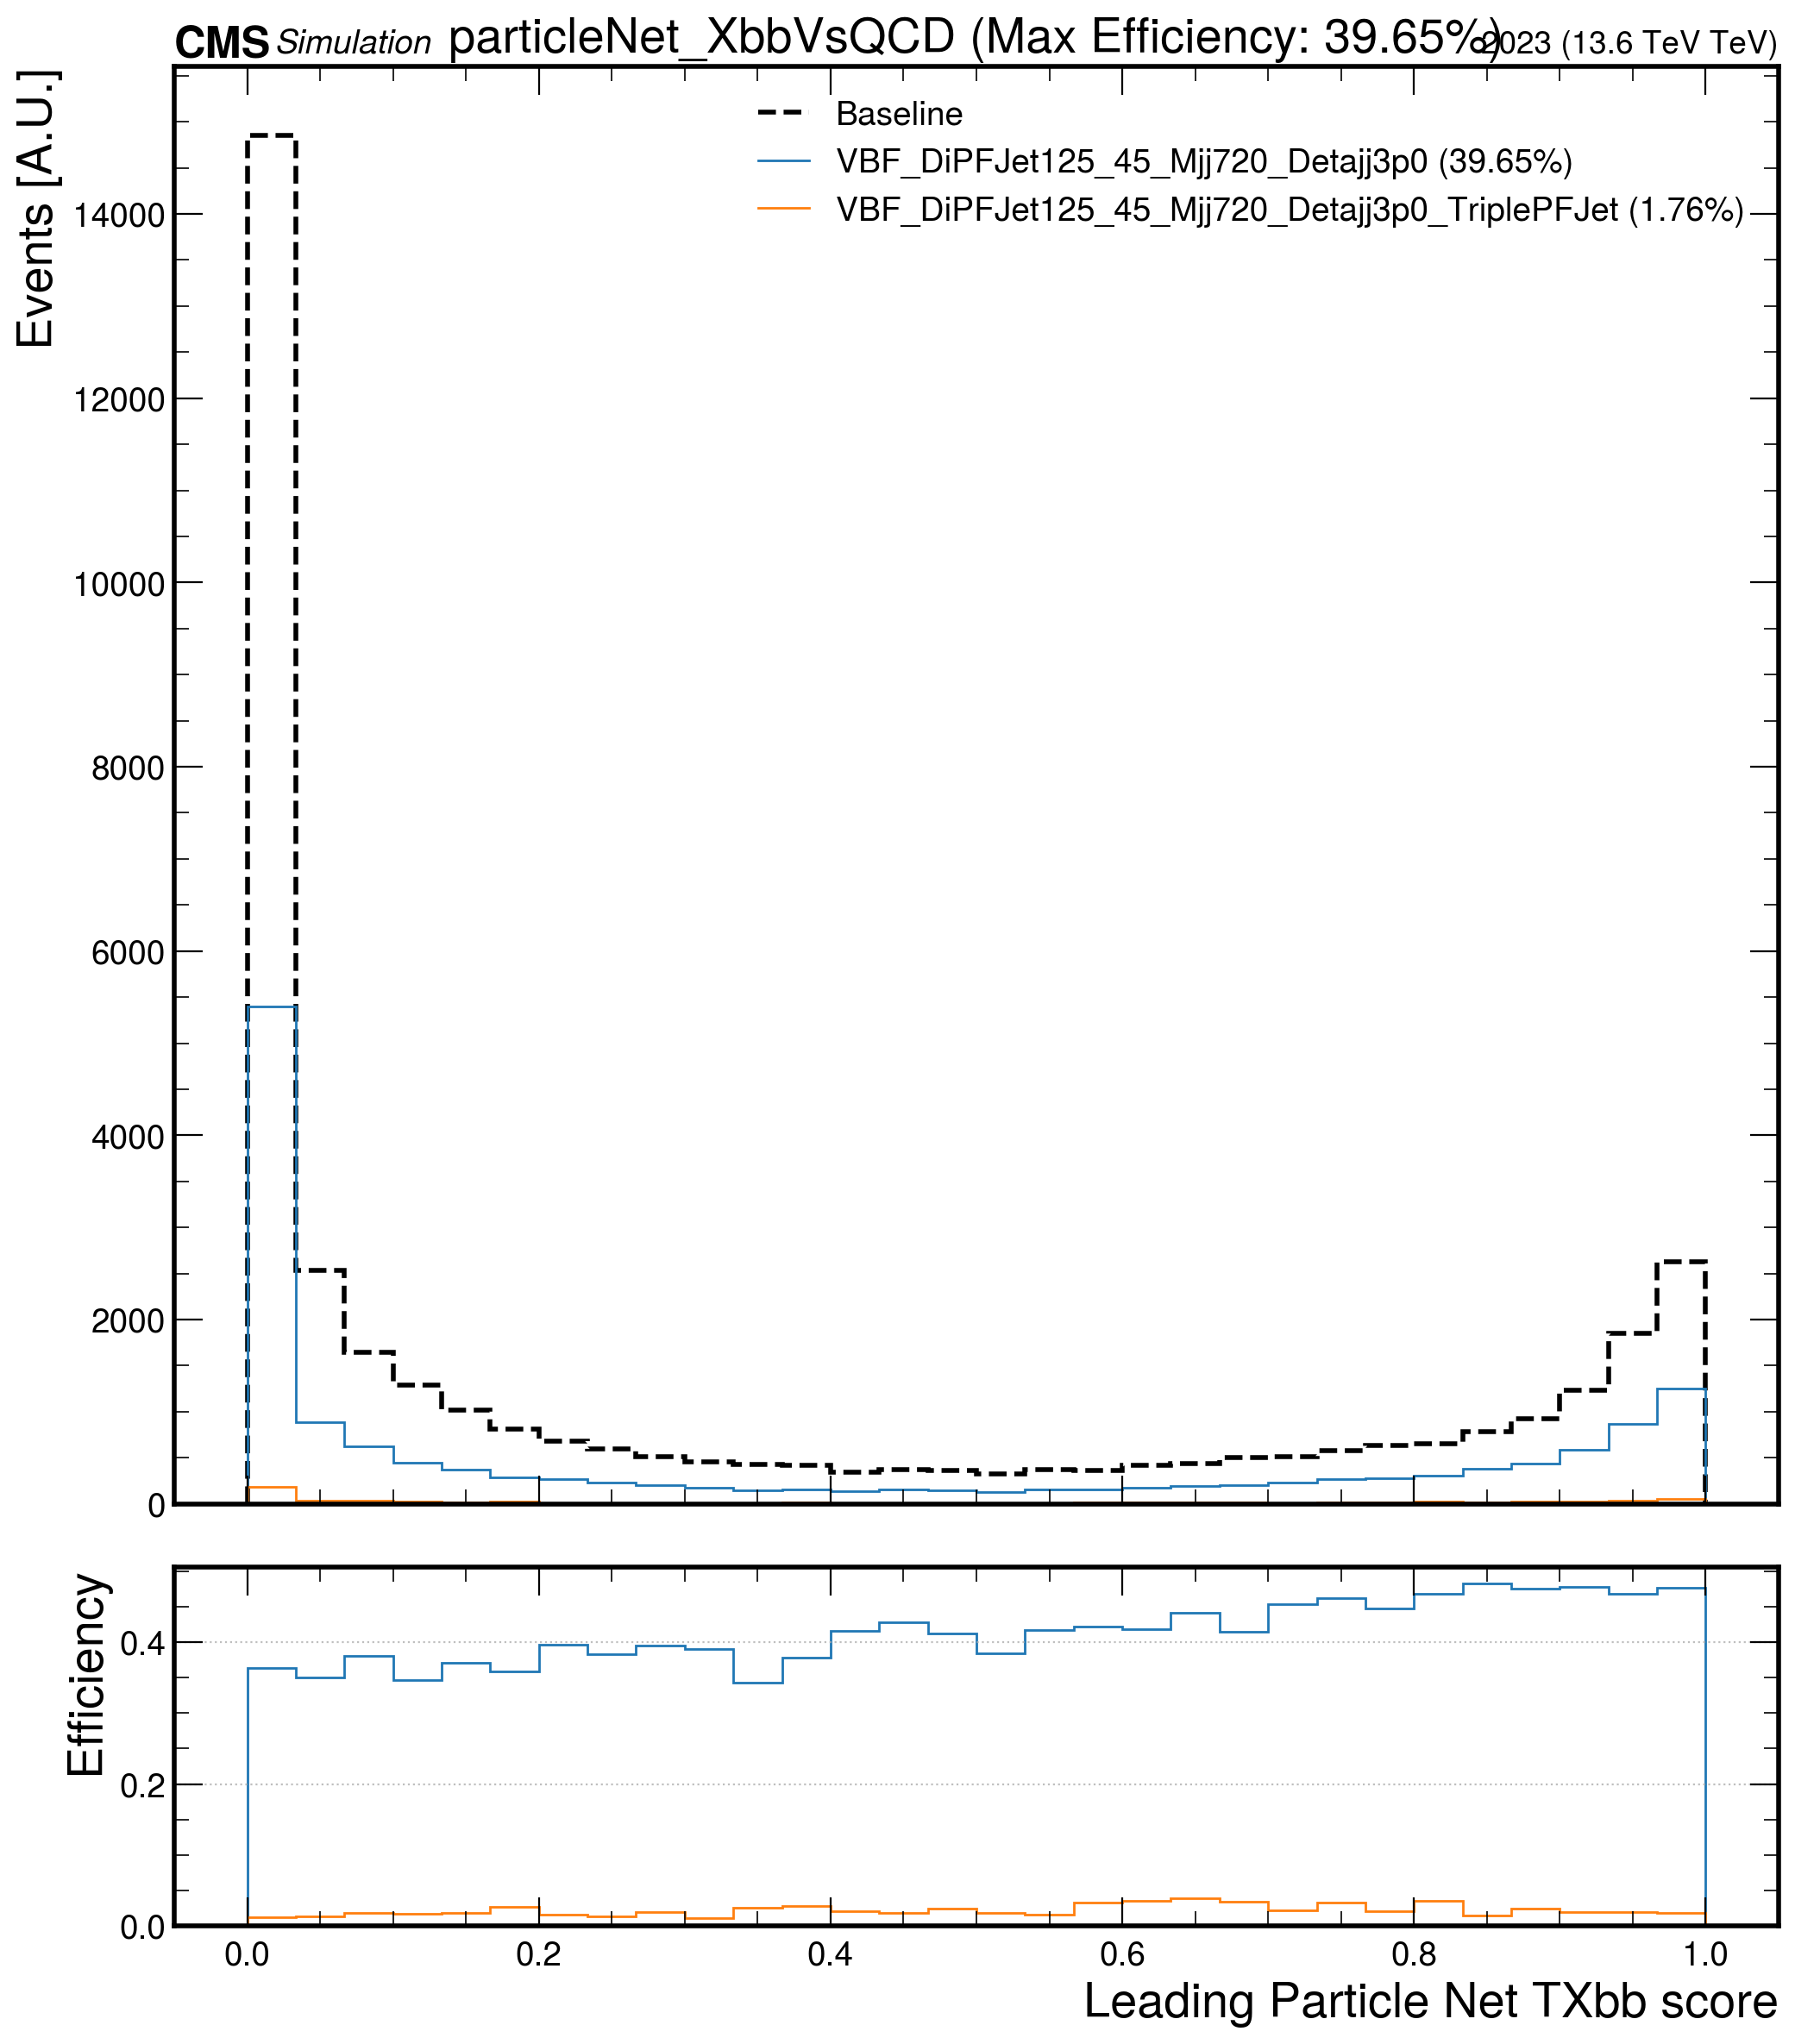 CMS Simulation particleNet_XbbVsQCD (Max Efficiency: 39.65%) 2023 (13.6 TeV TeV)
Events [A.U.]
Baseline
VBF_DiPFJet125_45_Mjj720_Detajj3p0 (39.65%)
VBF_DiPFJet125_45_Mjj720_Detajj3p0_TriplePFJet (1.76%)
14000
12000
10000
8000
6000
4000
2000
0
Efficiency
0.4
0.2
0.0
0.0 0.2 0.4 0.6 0.8 1.0
Leading Particle Net TXbb score